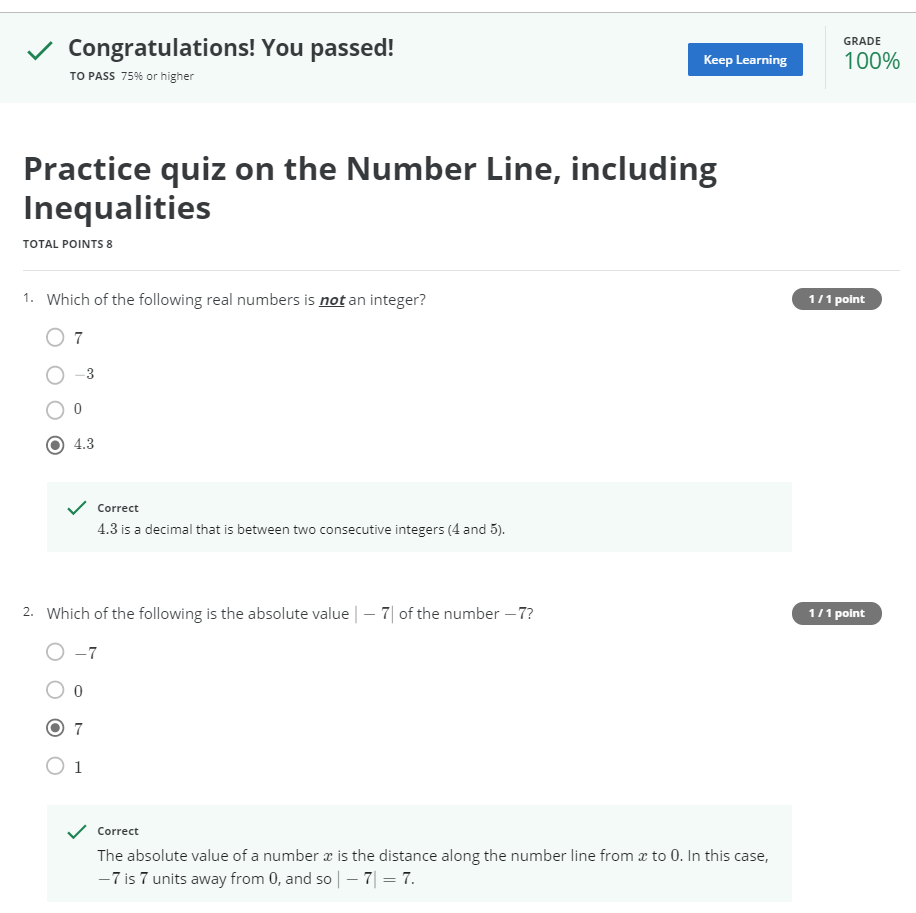 Congratulations! You passed!
TO PASS 75% or higher
Keep Learning
GRADE
100%
Practice quiz on the Number Line, including
Inequalities
TOTAL POINTS 8
1. Which of the following real numbers is not an integer?
1 / 1 point
7
−3
0
4.3
Correct
4.3 is a decimal that is between two consecutive integers (4 and 5).
2. Which of the following is the absolute value | − 7| of the number −7?
1 / 1 point
−7
0
7
1
Correct
The absolute value of a number x is the distance along the number line from x to 0. In this case,
−7 is 7 units away from 0, and so | − 7| = 7.